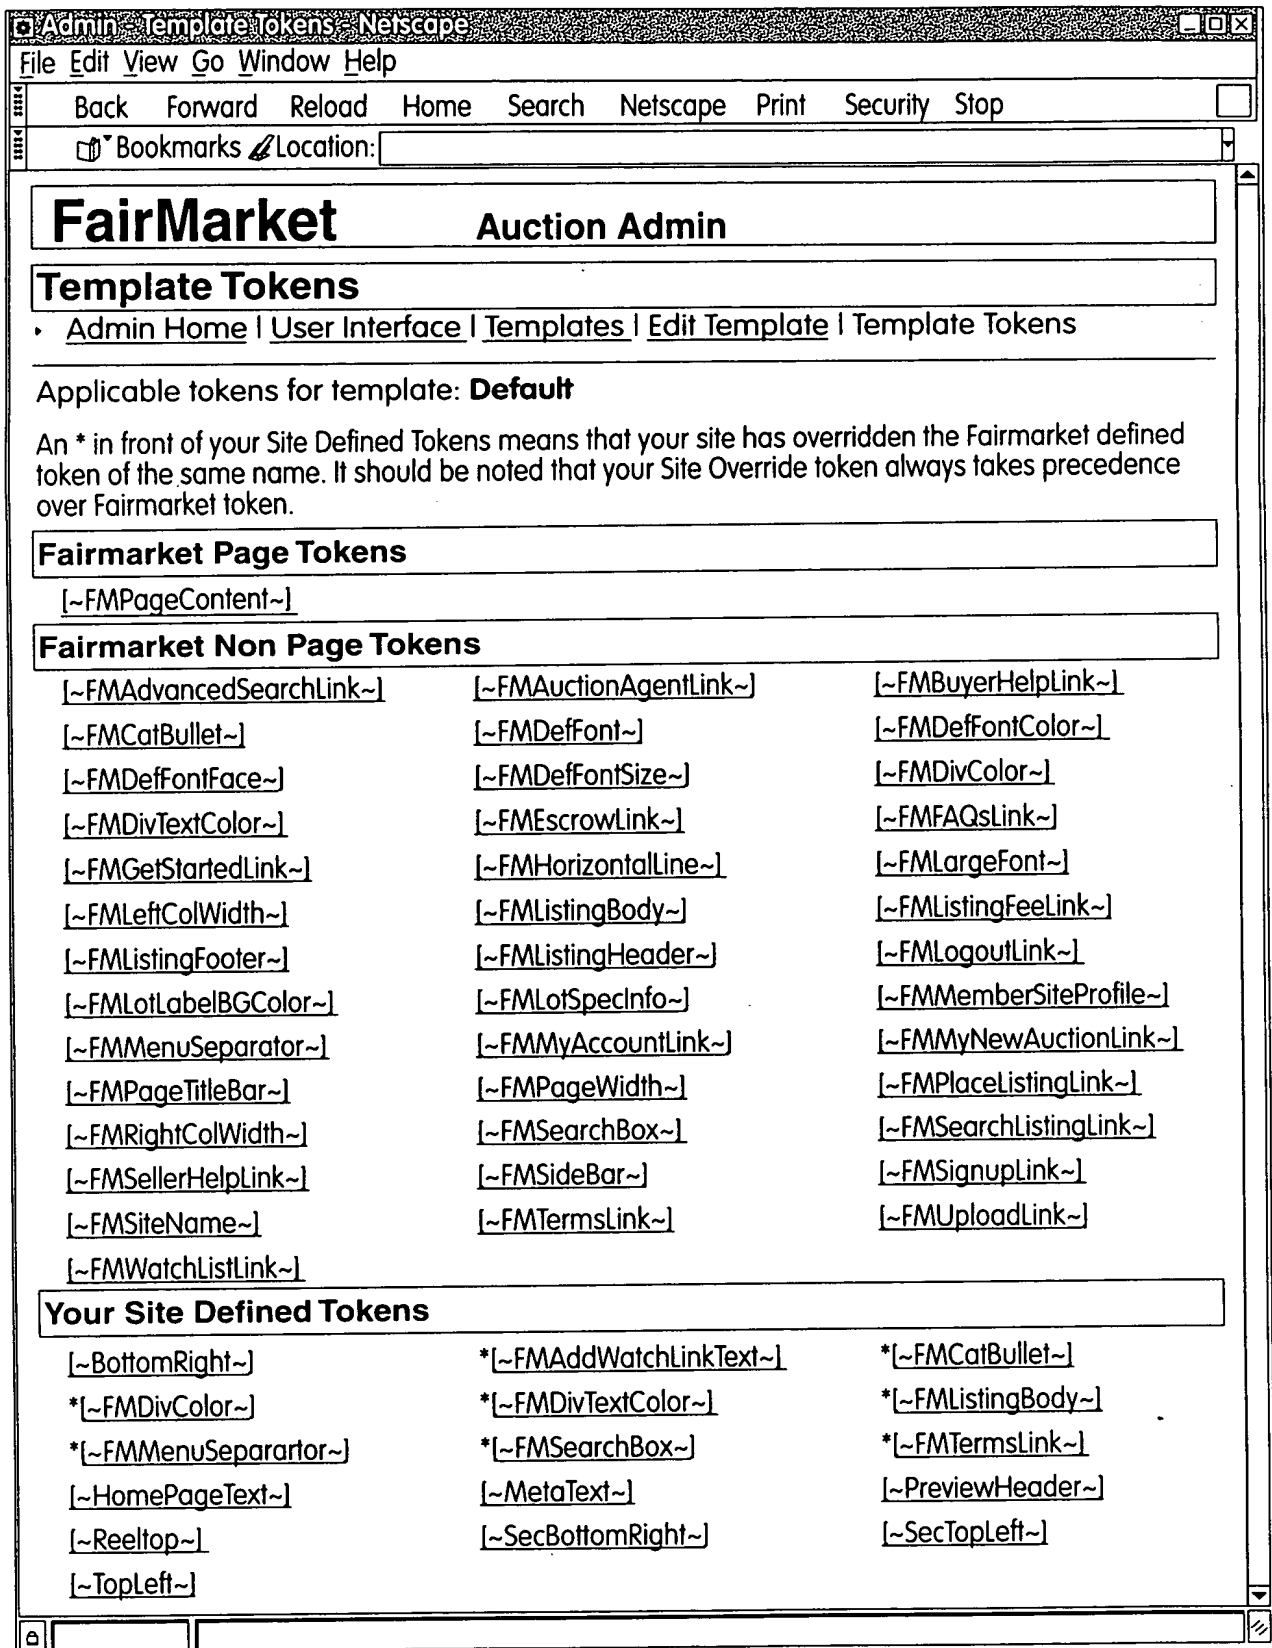 Admin - Template Tokens - Netscape
File Edit View Go Window Help
Back Forward Reload Home Search Netscape Print Security Stop
Bookmarks Location:
FairMarket Auction Admin
Template Tokens
Admin Home | User Interface | Templates | Edit Template | Template Tokens
Applicable tokens for template: Default
An * in front of your Site Defined Tokens means that your site has overridden the Fairmarket defined
token of the same name. It should be noted that your Site Override token always takes precedence
over Fairmarket token.
Fairmarket Page Tokens
[~FMPageContent~]
Fairmarket Non Page Tokens
[~FMAdvancedSearchLink~] [~FMAuctionAgentLink~] [~FMBuyerHelpLink~]
[~FMCatBullet~] [~FMDefFont~] [~FMDefFontColor~]
[~FMDefFontFace~] [~FMDefFontSize~] [~FMDivColor~]
[~FMDivTextColor~] [~FMEscrowLink~] [~FMFAQsLink~]
[~FMGetStartedLink~] [~FMHorizontalLine~] [~FMLargeFont~]
[~FMLeftColWidth~] [~FMListingBody~] [~FMListingFeeLink~]
[~FMListingFooter~] [~FMListingHeader~] [~FMLogoutLink~]
[~FMLotLabelBGColor~] [~FMLotSpecInfo~] [~FMMemberSiteProfile~]
[~FMMenuSeparator~] [~FMMyAccountLink~] [~FMMyNewAuctionLink~]
[~FMPageTitleBar~] [~FMPageWidth~] [~FMPlaceListingLink~]
[~FMRightColWidth~] [~FMSearchBox~] [~FMSearchListingLink~]
[~FMSellerHelpLink~] [~FMSideBar~] [~FMSignupLink~]
[~FMSiteName~] [~FMTermsLink~] [~FMUploadLink~]
[~FMWatchListLink~]
Your Site Defined Tokens
[~BottomRight~] *[~FMAddWatchLinkText~] *[~FMCatBullet~]
*[~FMDivColor~] *[~FMDivTextColor~] *[~FMListingBody~]
*[~FMMenuSeparartor~] *[~FMSearchBox~] *[~FMTermsLink~]
[~HomePageText~] [~MetaText~] [~PreviewHeader~]
[~Reeltop~] [~SecBottomRight~] [~SecTopLeft~]
[~TopLeft~]